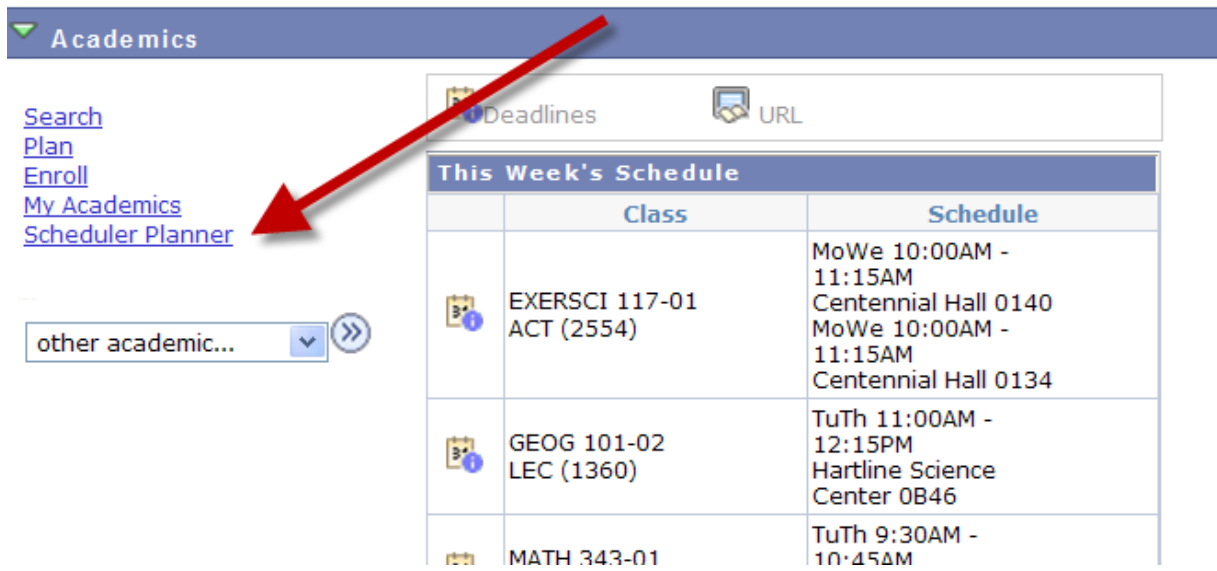 Academics
Search
Plan
Enroll
My Academics
Scheduler Planner
other academic...
Deadlines
URL
This Week's Schedule
Class
Schedule
EXERSCI 117-01
ACT (2554)
MoWe 10:00AM -
11:15AM
Centennial Hall 0140
MoWe 10:00AM -
11:15AM
Centennial Hall 0134
GEOG 101-02
LEC (1360)
TuTh 11:00AM -
12:15PM
Hartline Science
Center 0B46
MATH 343-01
TuTh 9:30AM -
10:45AM